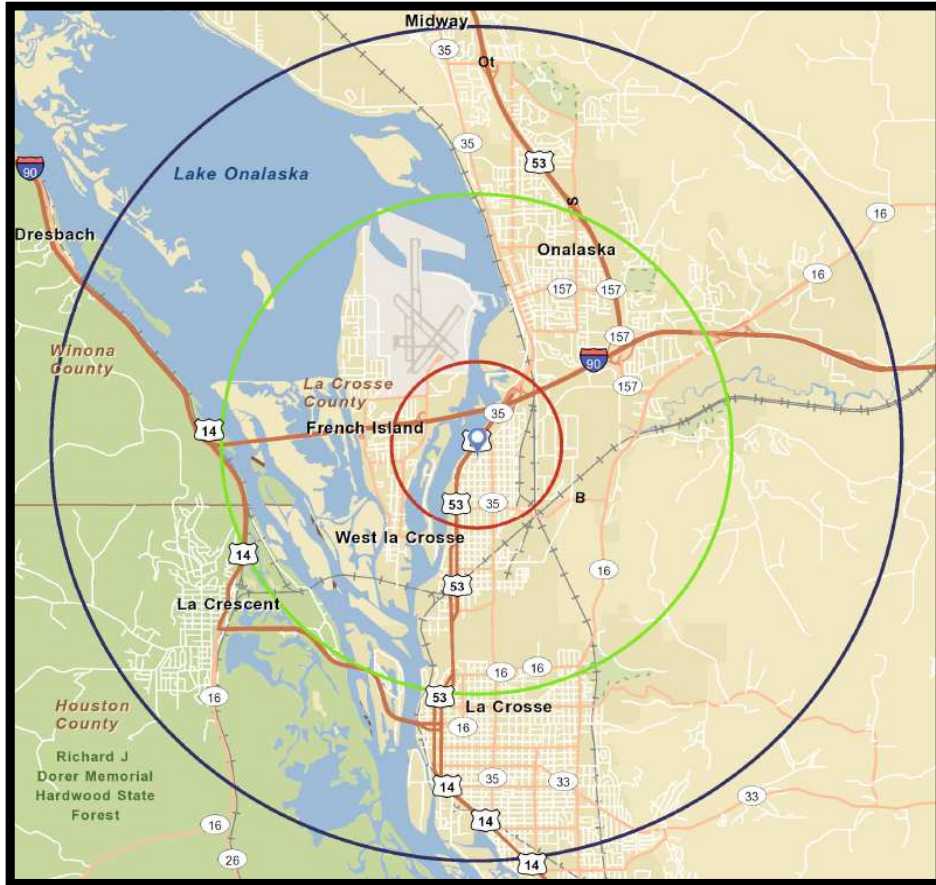 Midway
35
Ot
35
53
90
Lake Onalaska
S
16
Dresbach
Onalaska
16
157
157
Winona
County
157
90
La Crosse
County
157
35
French Island
14
53
35
B
West la Crosse
14
16
53
La Crescent
16
16
16
53
La Crosse
Houston
County
16
Richard J
Dorer Memorial
Hardwood State
Forest
35
33
14
33
16
14
26
14